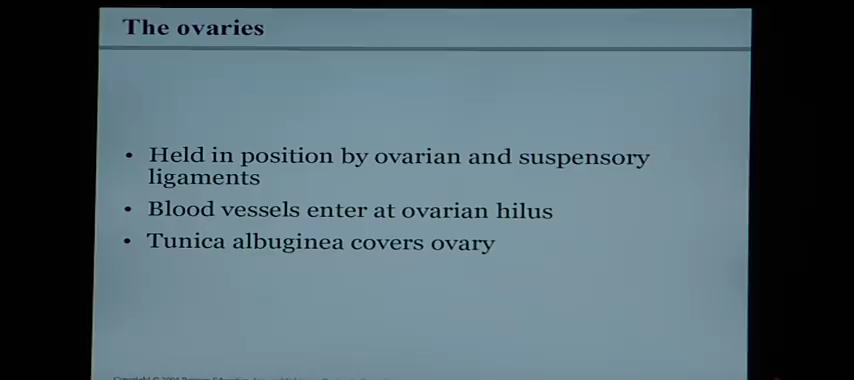 The ovaries
• Held in position by ovarian and suspensory
ligaments
• Blood vessels enter at ovarian hilus
• Tunica albuginea covers ovary
Copyright ©